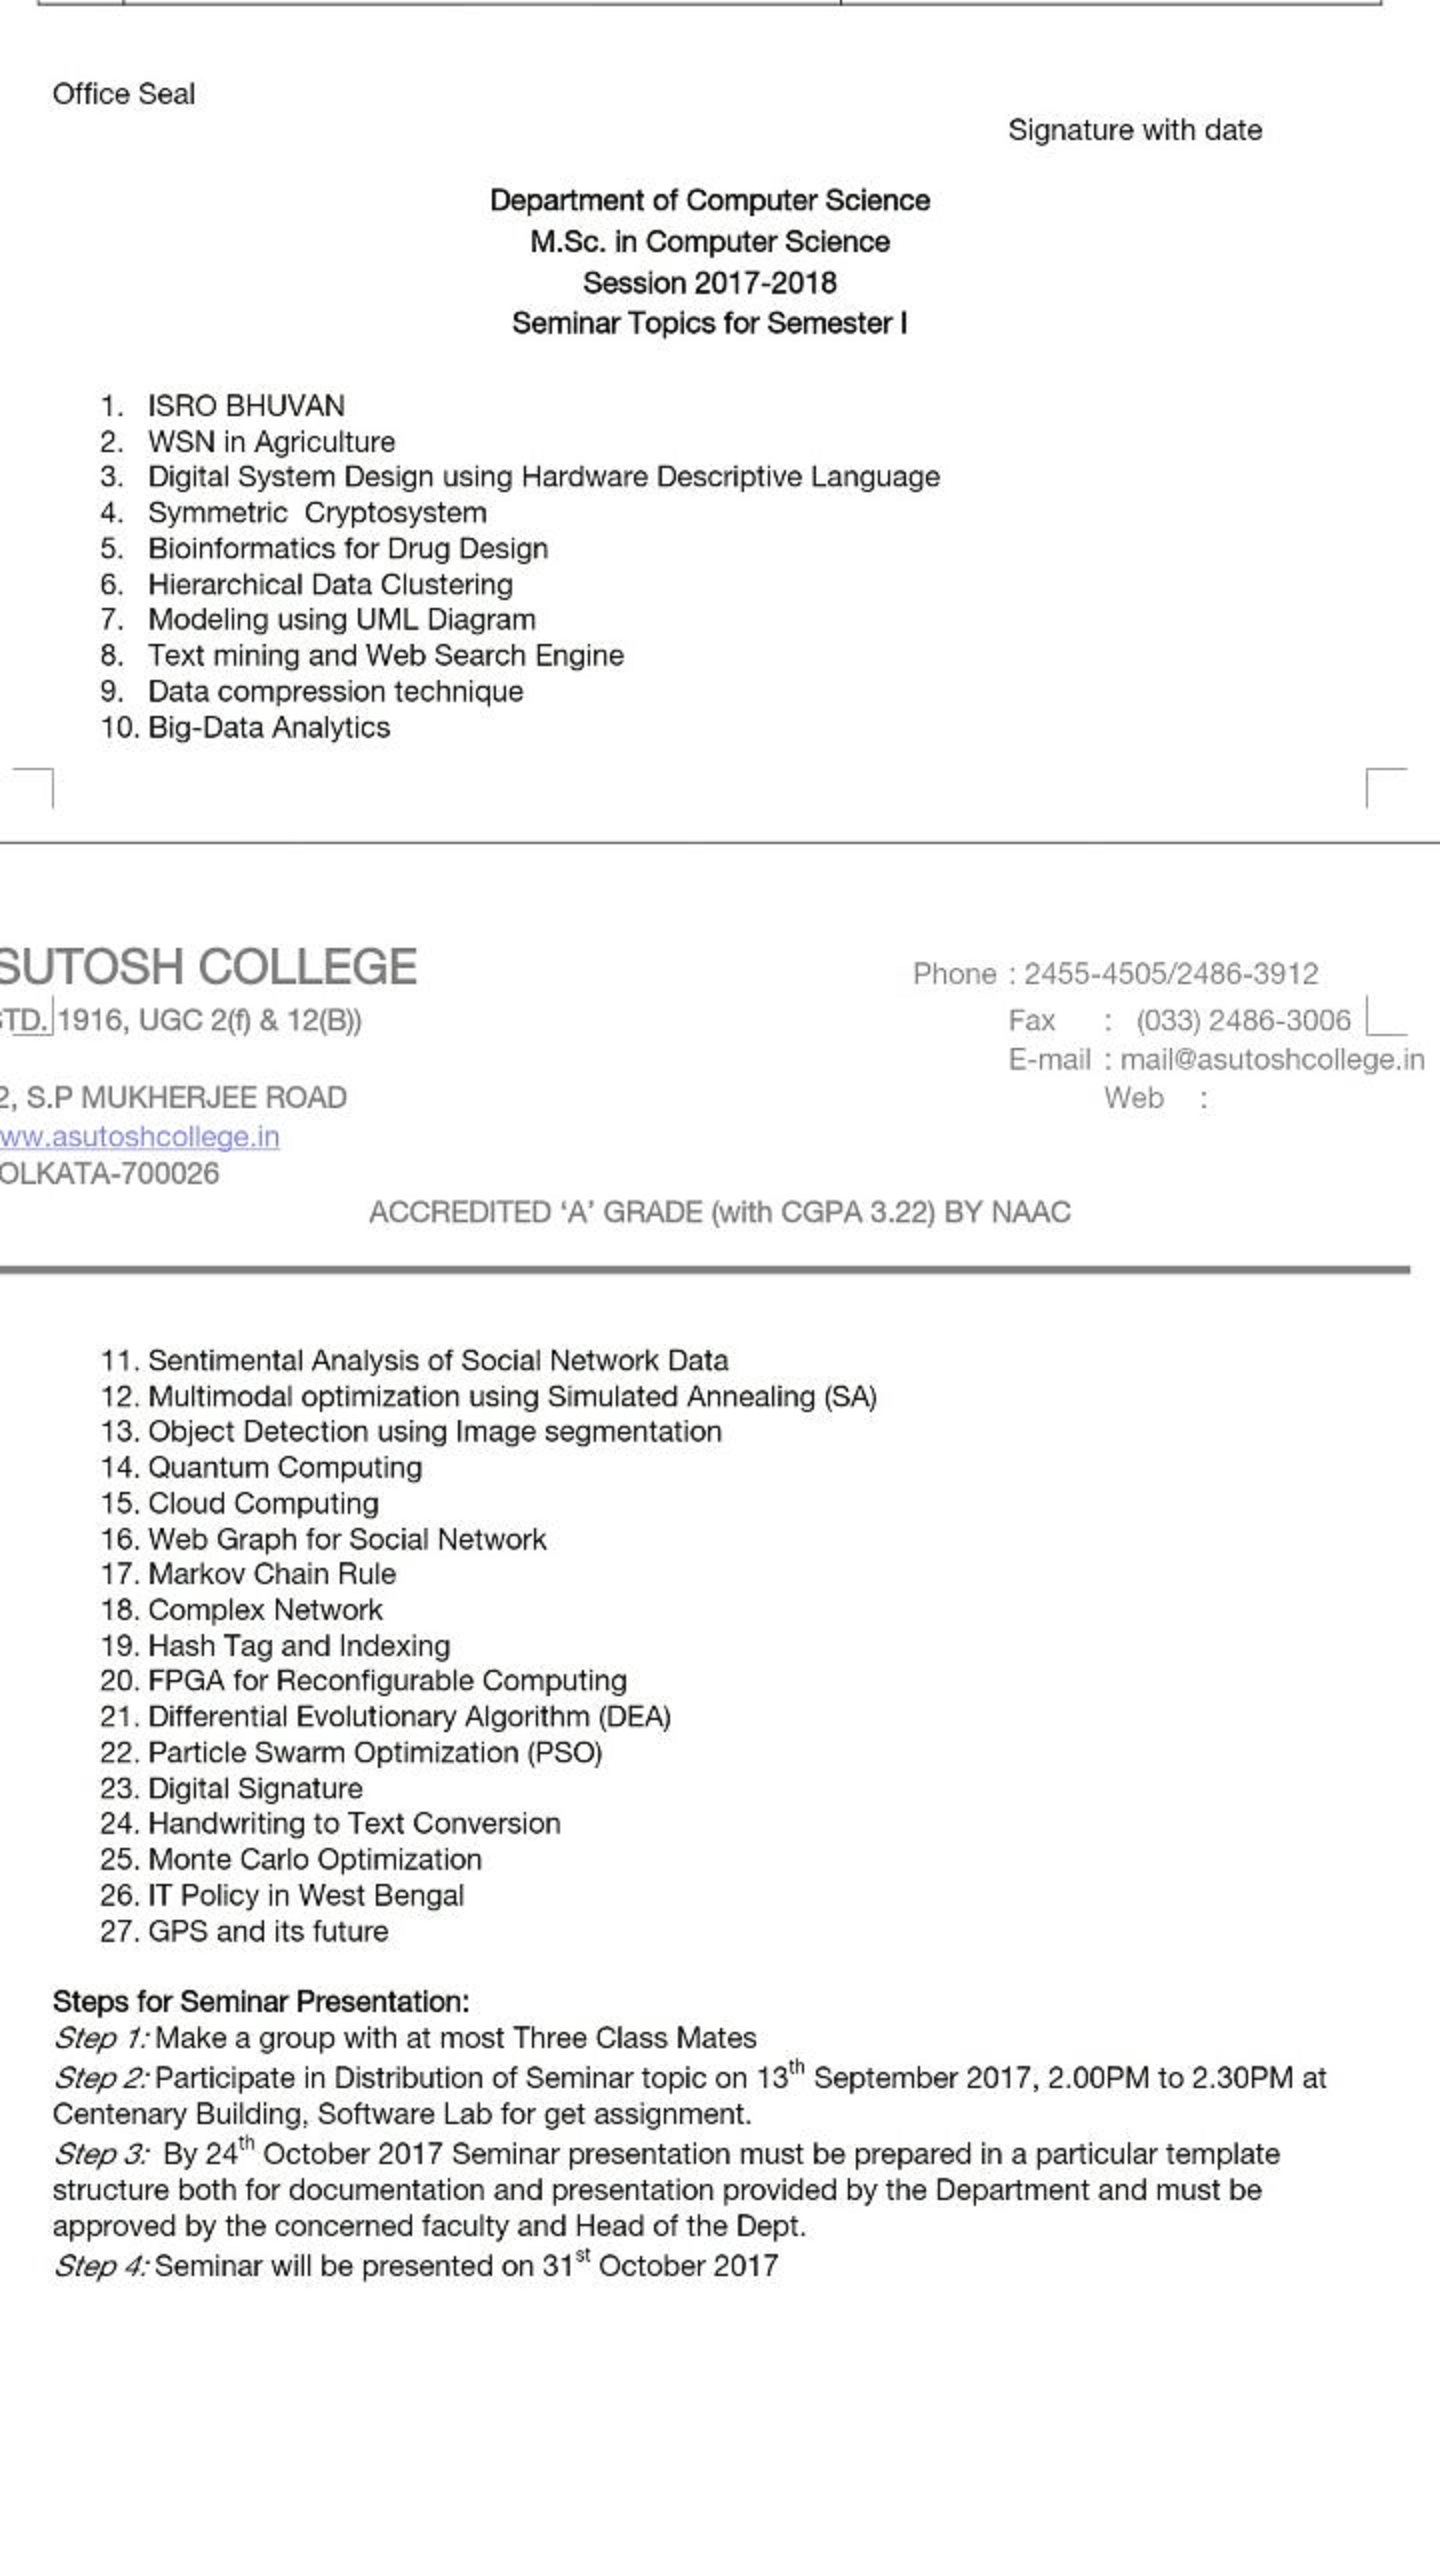 Office Seal
Signature with date
Department of Computer Science
M.Sc. in Computer Science
Session 2017-2018
Seminar Topics for Semester I
1. ISRO BHUVAN
2. WSN in Agriculture
3. Digital System Design using Hardware Descriptive Language
4. Symmetric  Cryptosystem
5. Bioinformatics for Drug Design
6. Hierarchical Data Clustering
7. Modeling using UML Diagram
8. Text mining and Web Search Engine
9. Data compression technique
10. Big-Data Analytics
SUTOSH COLLEGE
Phone : 2455-4505/2486-3912
TD. 1916, UGC 2(f) & 12(B))
Fax : (033) 2486-3006
E-mail : mail@asutoshcollege.in
2, S.P MUKHERJEE ROAD
Web :
ww.asutoshcollege.in
OLKATA-700026
ACCREDITED ‘A’ GRADE (with CGPA 3.22) BY NAAC
11. Sentimental Analysis of Social Network Data
12. Multimodal optimization using Simulated Annealing (SA)
13. Object Detection using Image segmentation
14. Quantum Computing
15. Cloud Computing
16. Web Graph for Social Network
17. Markov Chain Rule
18. Complex Network
19. Hash Tag and Indexing
20. FPGA for Reconfigurable Computing
21. Differential Evolutionary Algorithm (DEA)
22. Particle Swarm Optimization (PSO)
23. Digital Signature
24. Handwriting to Text Conversion
25. Monte Carlo Optimization
26. IT Policy in West Bengal
27. GPS and its future
Steps for Seminar Presentation:
Step 1: Make a group with at most Three Class Mates
Step 2: Participate in Distribution of Seminar topic on 13th September 2017, 2.00PM to 2.30PM at
Centenary Building, Software Lab for get assignment.
Step 3: By 24th October 2017 Seminar presentation must be prepared in a particular template
structure both for documentation and presentation provided by the Department and must be
approved by the concerned faculty and Head of the Dept.
Step 4: Seminar will be presented on 31st October 2017